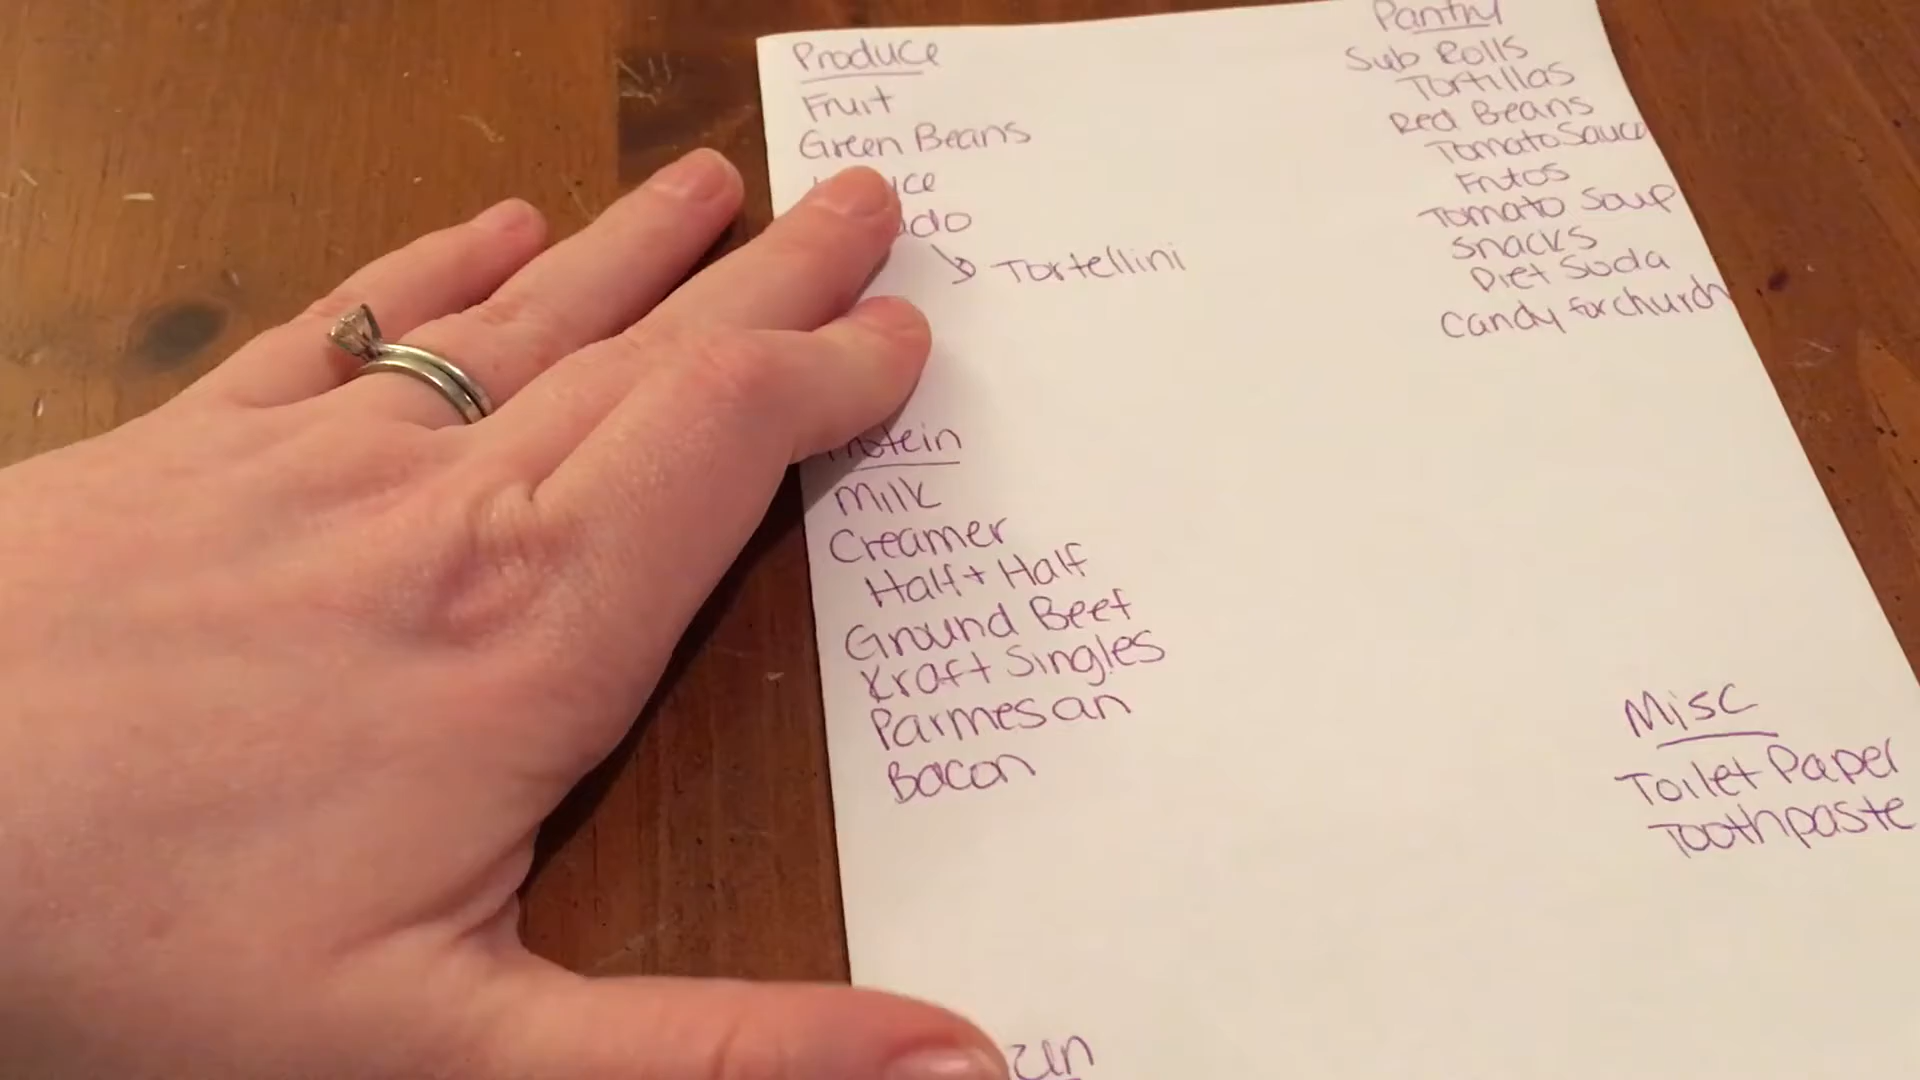 Produce
Fruit
Green Beans
Tortellini
Protein
Milk
Creamer
Half + Half
Ground Beef
Kraft Singles
Parmesan
Bacon
Pantry
Sub Rolls
Tortillas
Red Beans
Tomato Sauce
Fritos
Tomato Soup
Snacks
Diet Soda
Candy for church
Misc
Toilet Paper
Toothpaste